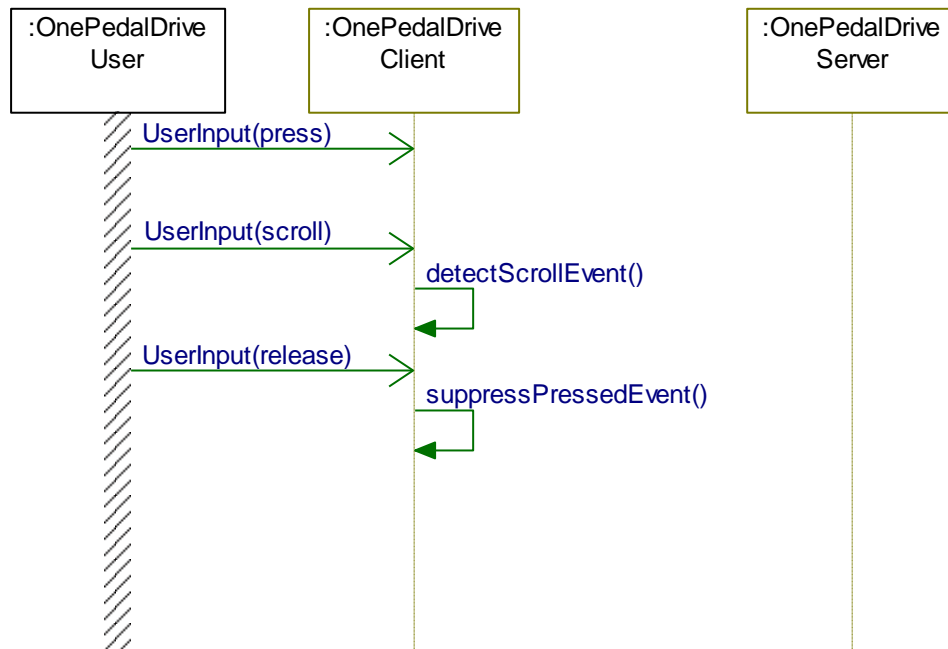 :OnePedalDrive
User
:OnePedalDrive
Client
:OnePedalDrive
Server
UserInput(press)
UserInput(scroll)
detectScrollEvent()
UserInput(release)
suppressPressedEvent()